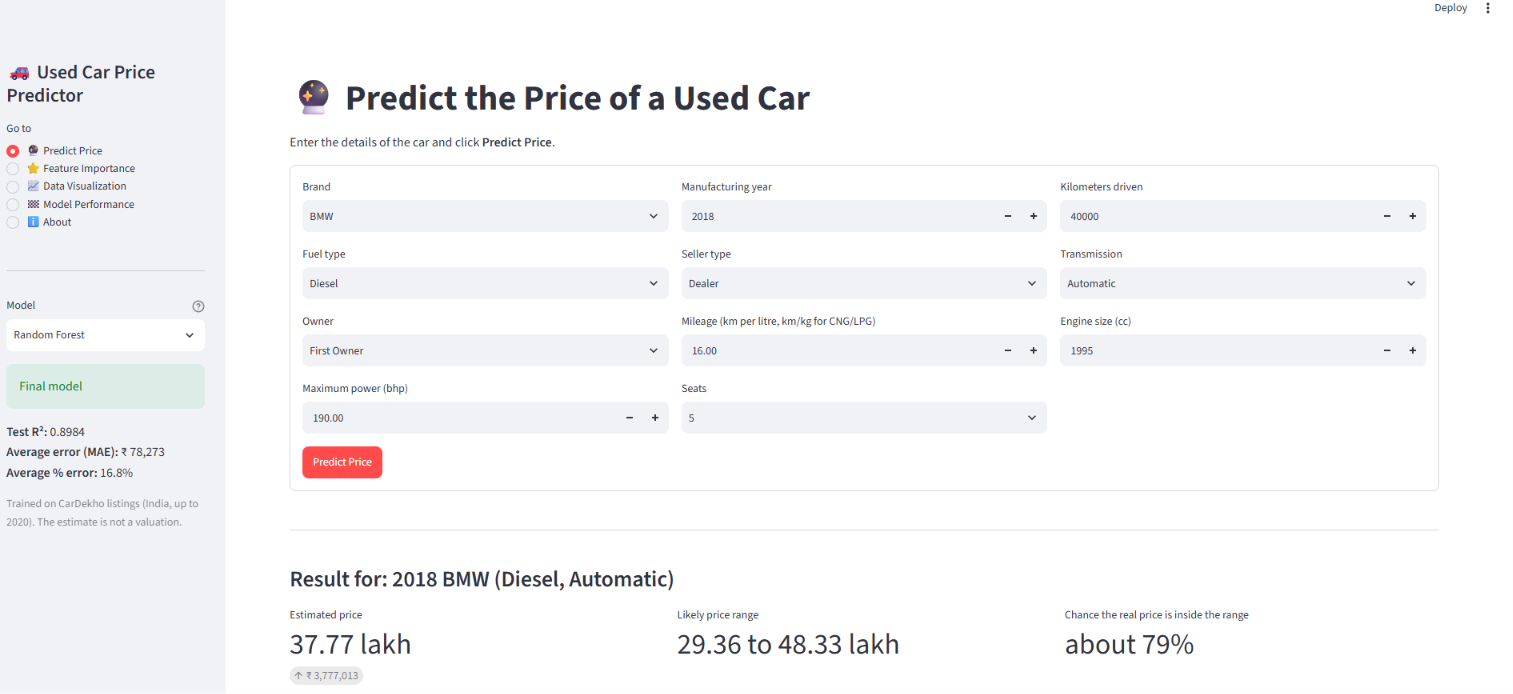 Deploy
Used Car Price
Predictor
Go to
Predict Price
Feature Importance
Data Visualization
Model Performance
About
Model
Random Forest
Final model
Test R²: 0.8984
Average error (MAE): ₹ 78,273
Average % error: 16.8%
Trained on CarDekho listings (India, up to
2020). The estimate is not a valuation.
Predict the Price of a Used Car
Enter the details of the car and click Predict Price.
Brand
BMW
Manufacturing year
2018
Kilometers driven
40000
Fuel type
Diesel
Seller type
Dealer
Transmission
Automatic
Owner
First Owner
Mileage (km per litre, km/kg for CNG/LPG)
16.00
Engine size (cc)
1995
Maximum power (bhp)
190.00
Seats
5
Predict Price
Result for: 2018 BMW (Diesel, Automatic)
Estimated price
37.77 lakh
↑ ₹ 3,777,013
Likely price range
29.36 to 48.33 lakh
Chance the real price is inside the range
about 79%